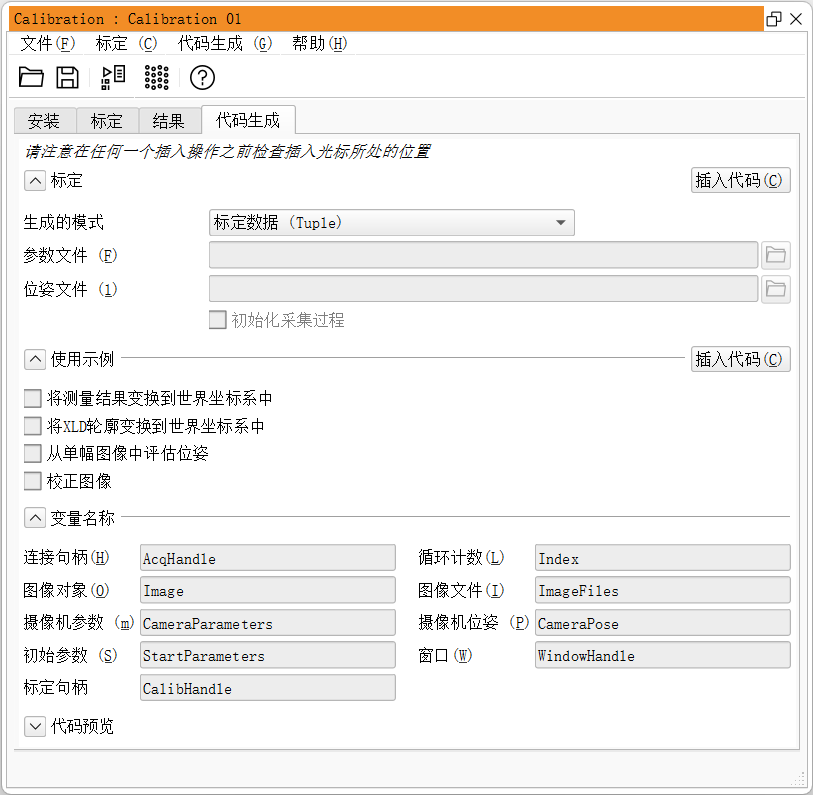 Calibration : Calibration 01
文件(F) 标定 (C) 代码生成 (G) 帮助(H)
安装 标定 结果 代码生成
请注意在任何一个插入操作之前检查插入光标所处的位置
标定 插入代码(C)
生成的模式 标定数据 (Tuple)
参数文件 (F)
位姿文件 (1)
初始化采集过程
使用示例 插入代码(C)
将测量结果变换到世界坐标系中
将XLD轮廓变换到世界坐标系中
从单幅图像中评估位姿
校正图像
变量名称
连接句柄(H) AcqHandle 循环计数(L) Index
图像对象(O) Image 图像文件(I) ImageFiles
摄像机参数 (m) CameraParameters 摄像机位姿 (P) CameraPose
初始参数 (S) StartParameters 窗口(W) WindowHandle
标定句柄 CalibHandle
代码预览